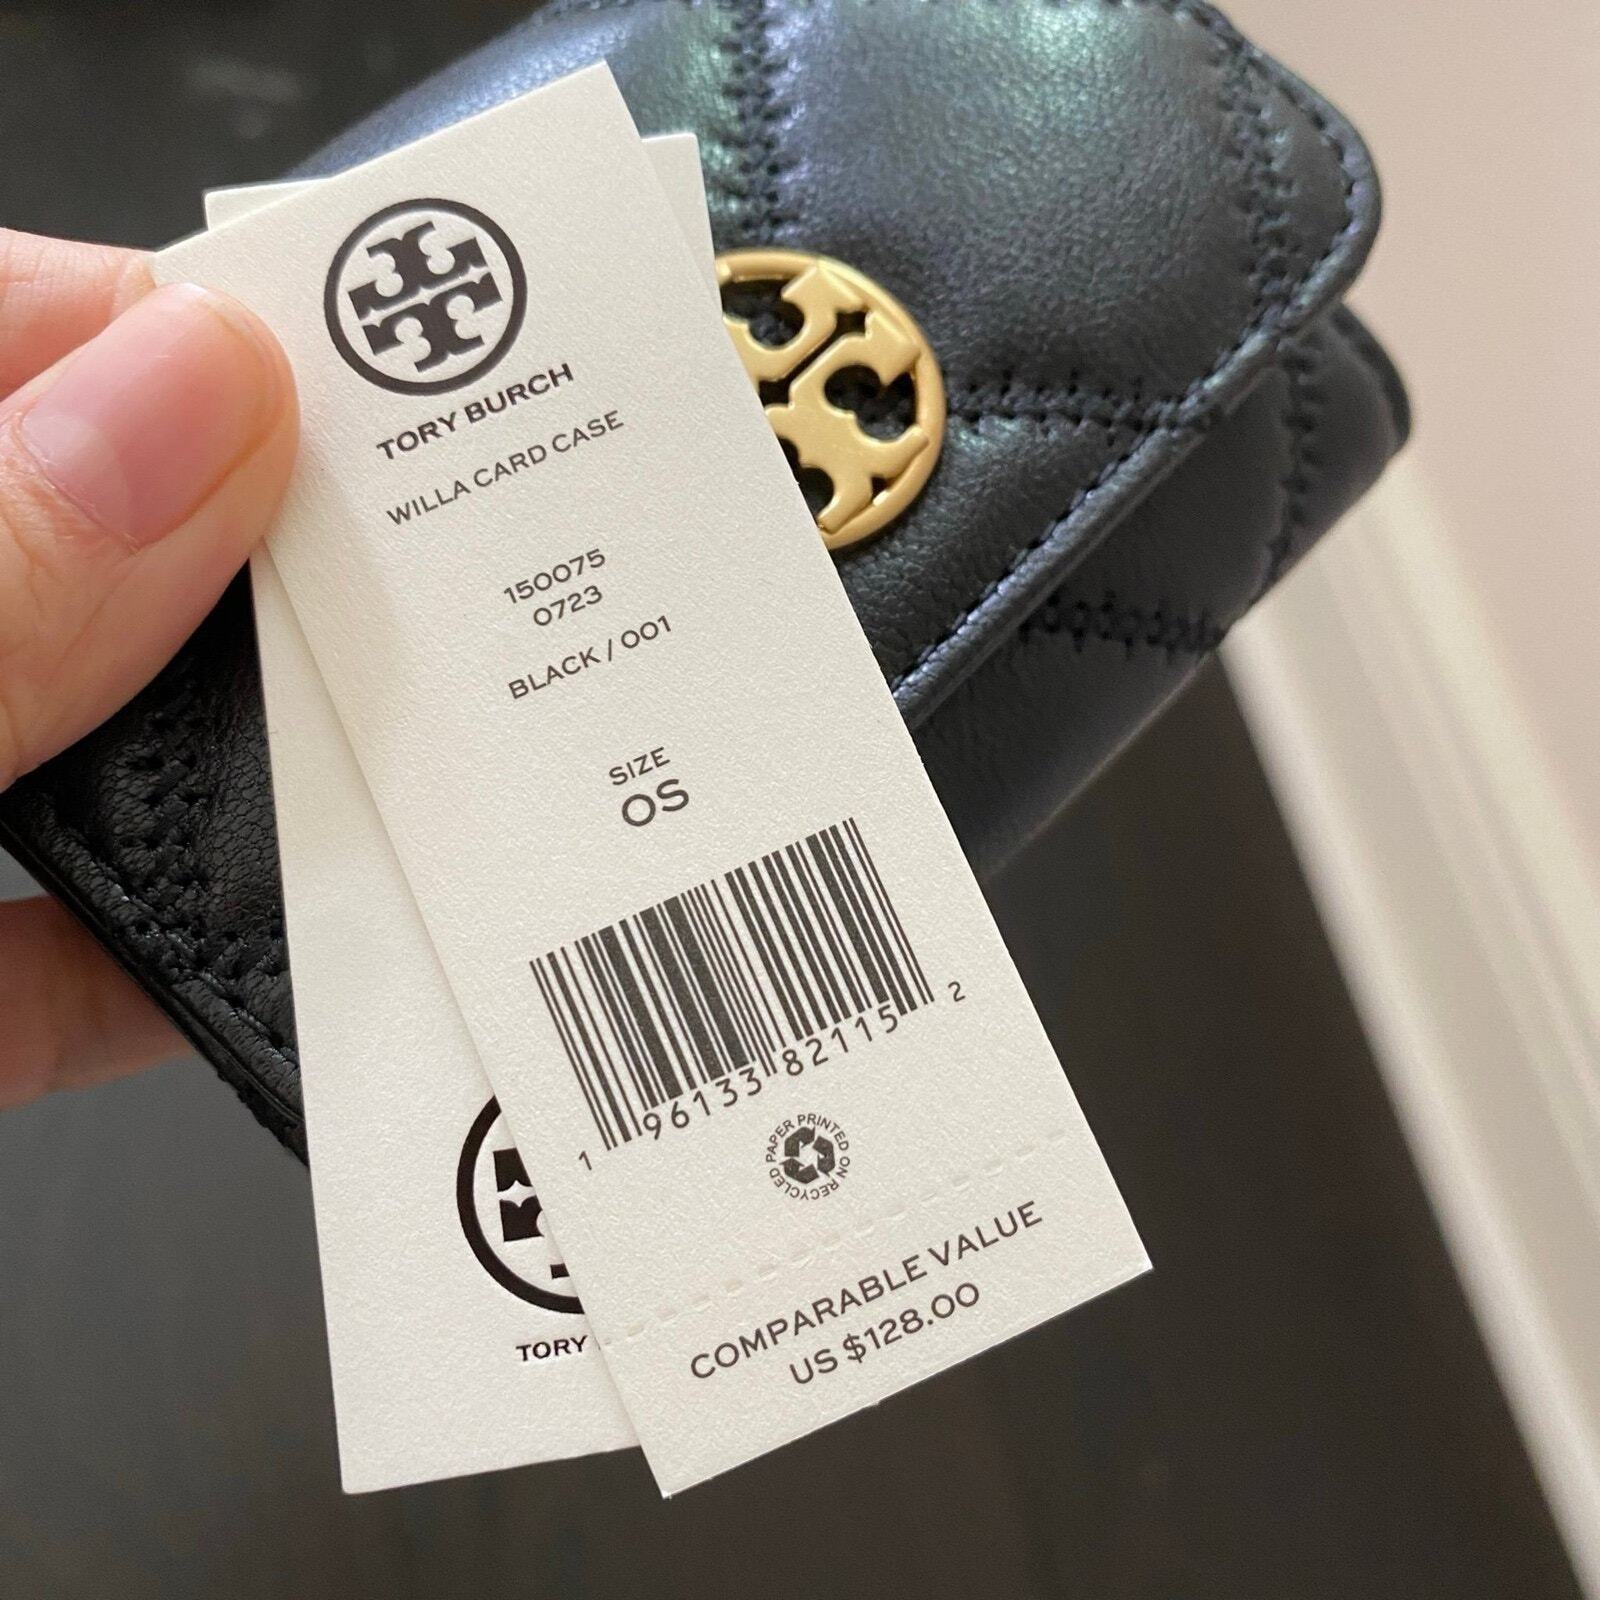 TORY BURCH
WILLA CARD CASE
150075
0723
BLACK / 001
SIZE
OS
1 96133 82115 2
PAPER PRINTED ON RECYCLED
COMPARABLE VALUE
US $128.00
TORY